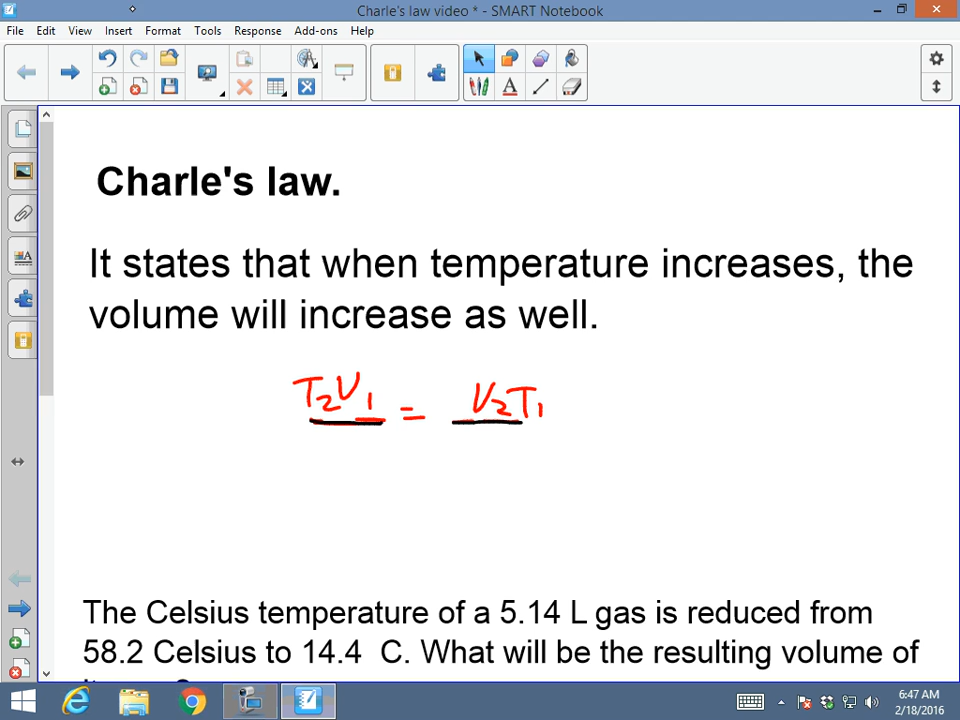 Charle's law video * - SMART Notebook
File Edit View Insert Format Tools Response Add-ons Help
Charle's law.
It states that when temperature increases, the
volume will increase as well.
T₂V₁ = V₂T₁
The Celsius temperature of a 5.14 L gas is reduced from
58.2 Celsius to 14.4 C. What will be the resulting volume of
6:47 AM
2/18/2016